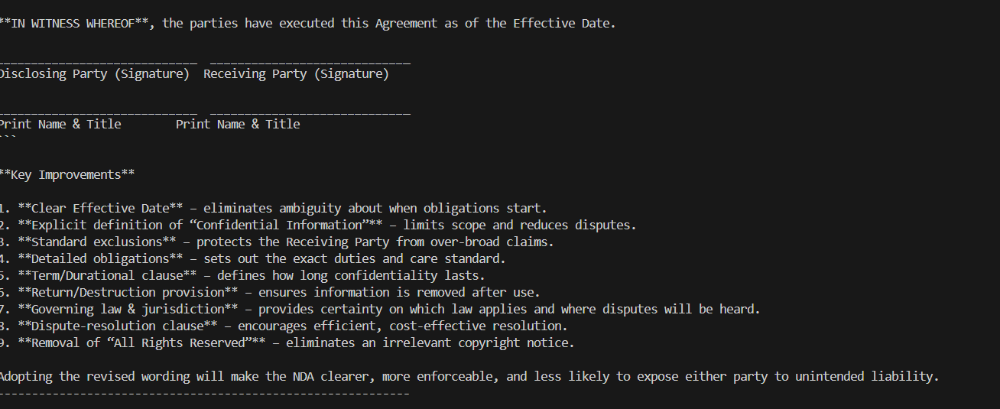 **IN WITNESS WHEREOF**, the parties have executed this Agreement as of the Effective Date.
_____________________________  _____________________________
Disclosing Party (Signature)  Receiving Party (Signature)
_____________________________  _____________________________
Print Name & Title        Print Name & Title
```
**Key Improvements**
1. **Clear Effective Date** – eliminates ambiguity about when obligations start.
2. **Explicit definition of “Confidential Information”** – limits scope and reduces disputes.
3. **Standard exclusions** – protects the Receiving Party from over-broad claims.
4. **Detailed obligations** – sets out the exact duties and care standard.
5. **Term/Durational clause** – defines how long confidentiality lasts.
6. **Return/Destruction provision** – ensures information is removed after use.
7. **Governing law & jurisdiction** – provides certainty on which law applies and where disputes will be heard.
8. **Dispute-resolution clause** – encourages efficient, cost-effective resolution.
9. **Removal of “All Rights Reserved”** – eliminates an irrelevant copyright notice.
Adopting the revised wording will make the NDA clearer, more enforceable, and less likely to expose either party to unintended liability.
------------------------------------------------------------